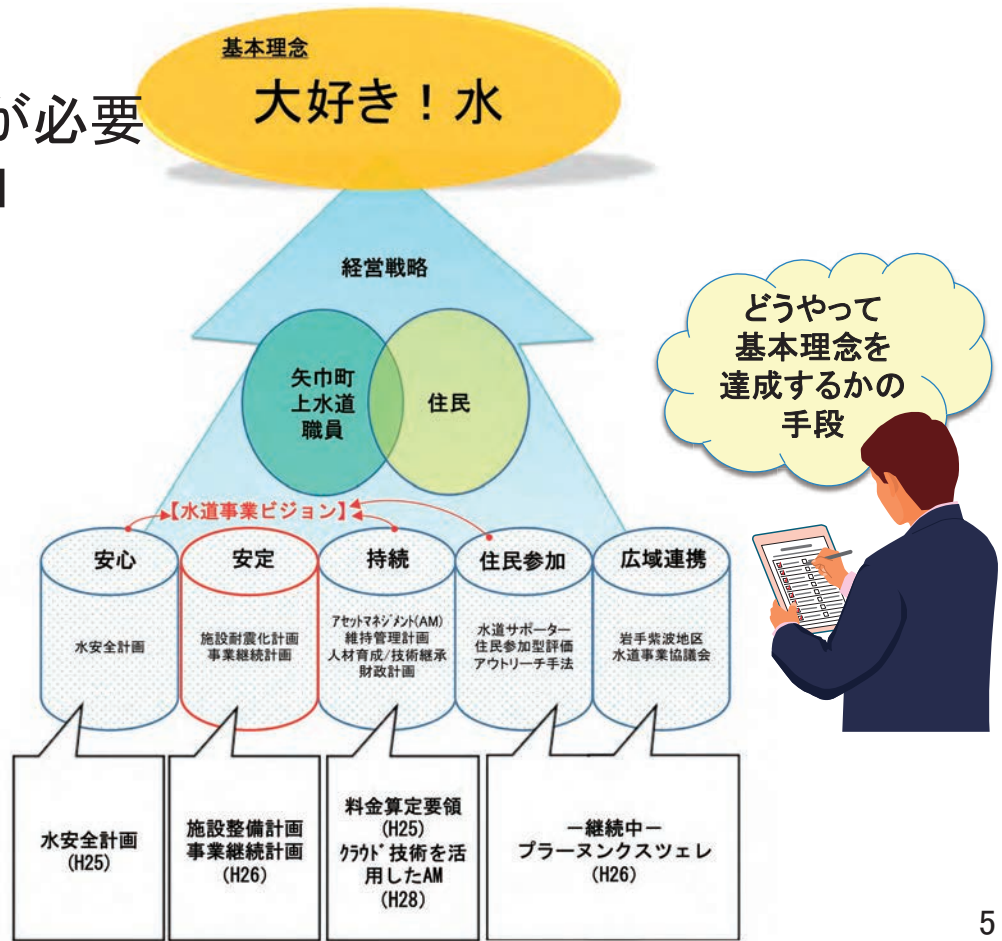 基本理念
大好き！水
が必要
経営戦略
矢巾町
上水道
職員
住民
どうやって
基本理念を
達成するかの
手段
【水道事業ビジョン】
安心
水安全計画
安定
施設耐震化計画
事業継続計画
持続
ｱｾｯﾄﾏﾈｼﾞﾒﾝﾄ(AM)
維持管理計画
人材育成/技術継承
財政計画
住民参加
水道サポーター
住民参加型評価
アウトリーチ手法
広域連携
岩手紫波地区
水道事業協議会
水安全計画
(H25)
施設整備計画
事業継続計画
(H26)
料金算定要領
(H25)
ｸﾗｳﾄﾞ技術を活
用したAM
(H28)
－継続中－
プラーヌンクスツェレ
(H26)
5